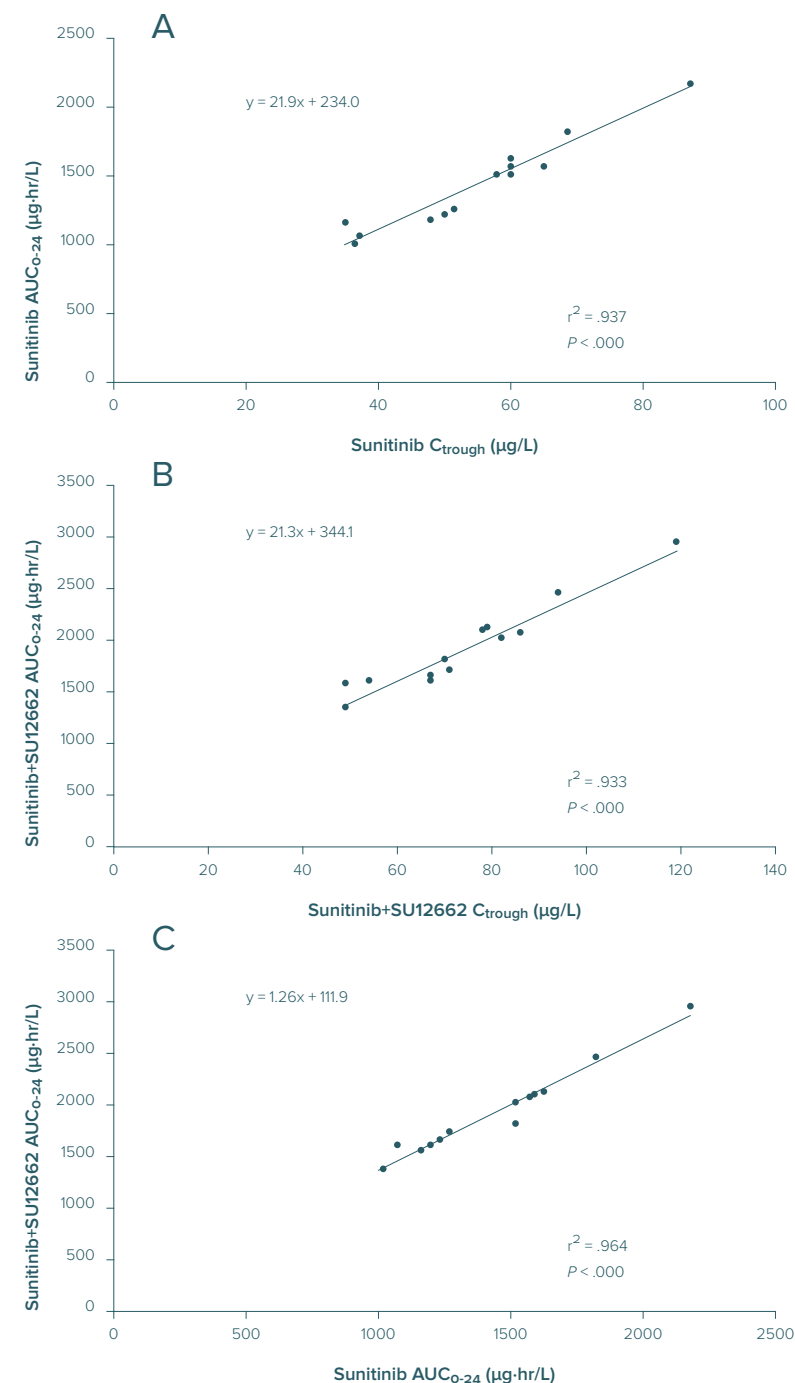 A
2500
2000
1500
1000
500
0
y = 21.9x + 234.0
r2 = .937
P < .000
0 20 40 60 80 100
Sunitinib AUC0-24 (µg·hr/L)
Sunitinib Ctrough (µg/L)
B
3500
3000
2500
2000
1500
1000
500
0
y = 21.3x + 344.1
r2 = .933
P < .000
0 20 40 60 80 100 120 140
Sunitinib+SU12662 AUC0-24 (µg·hr/L)
Sunitinib+SU12662 Ctrough (µg/L)
C
3500
3000
2500
2000
1500
1000
500
0
y = 1.26x + 111.9
r2 = .964
P < .000
0 500 1000 1500 2000 2500
Sunitinib+SU12662 AUC0-24 (µg·hr/L)
Sunitinib AUC0-24 (µg·hr/L)